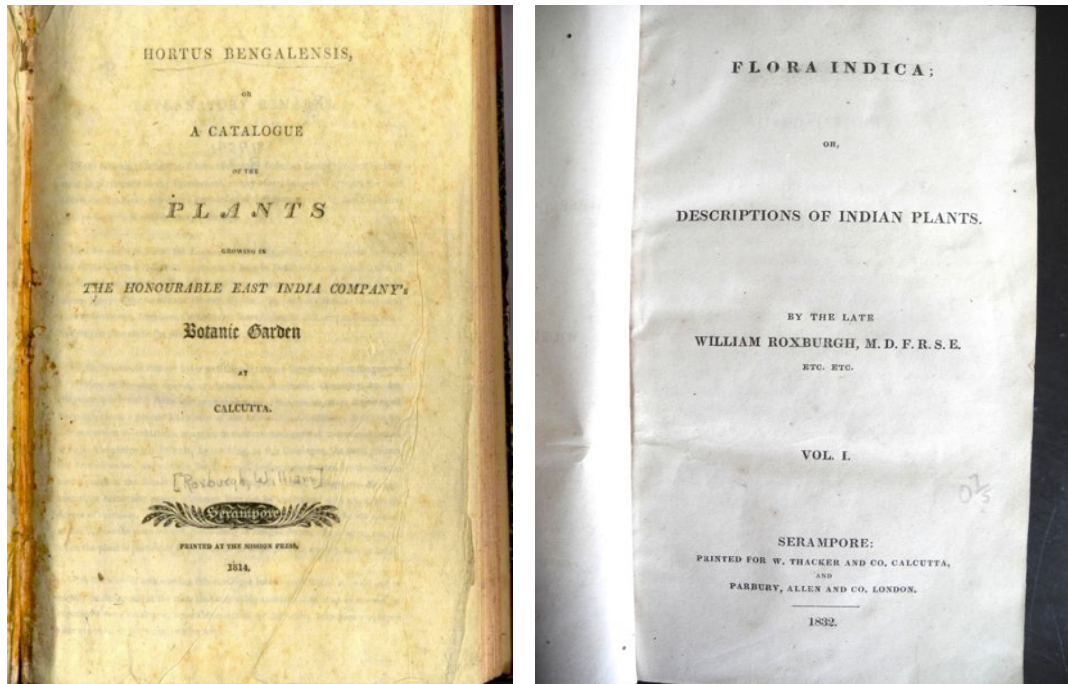 HORTUS BENGALENSIS,
OR
A CATALOGUE
OF THE
PLANTS
GROWING IN
THE HONOURABLE EAST INDIA COMPANY's
Botanic Garden
AT
CALCUTTA.
[Roxburgh, William]
Serampore
PRINTED AT THE MISSION PRESS,
1814.
FLORA INDICA;
OR,
DESCRIPTIONS OF INDIAN PLANTS.
BY THE LATE
WILLIAM ROXBURGH, M. D. F. R. S. E.
ETC. ETC.
VOL. I.
SERAMPORE:
PRINTED FOR W. THACKER AND CO. CALCUTTA,
AND
PARBURY, ALLEN AND CO. LONDON.
1832.